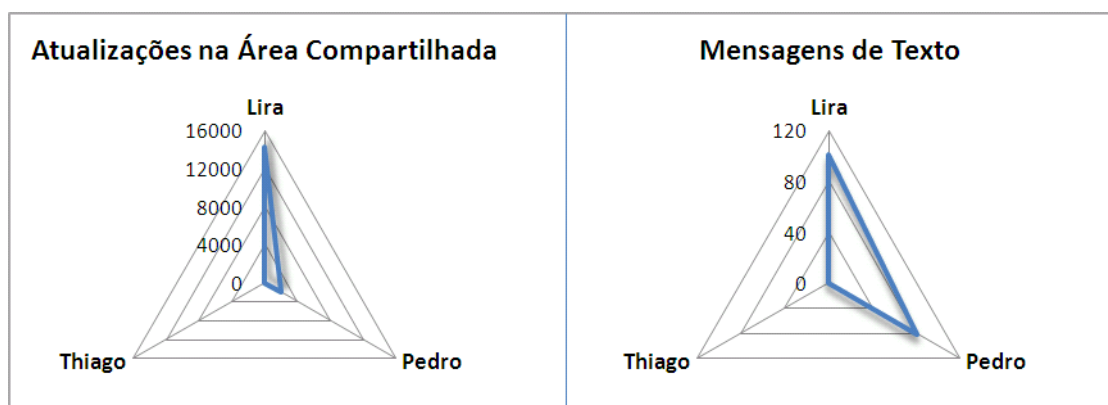 Atualizações na Área Compartilhada
Lira
16000
12000
8000
4000
0
Thiago
Pedro
Mensagens de Texto
Lira
120
80
40
0
Thiago
Pedro